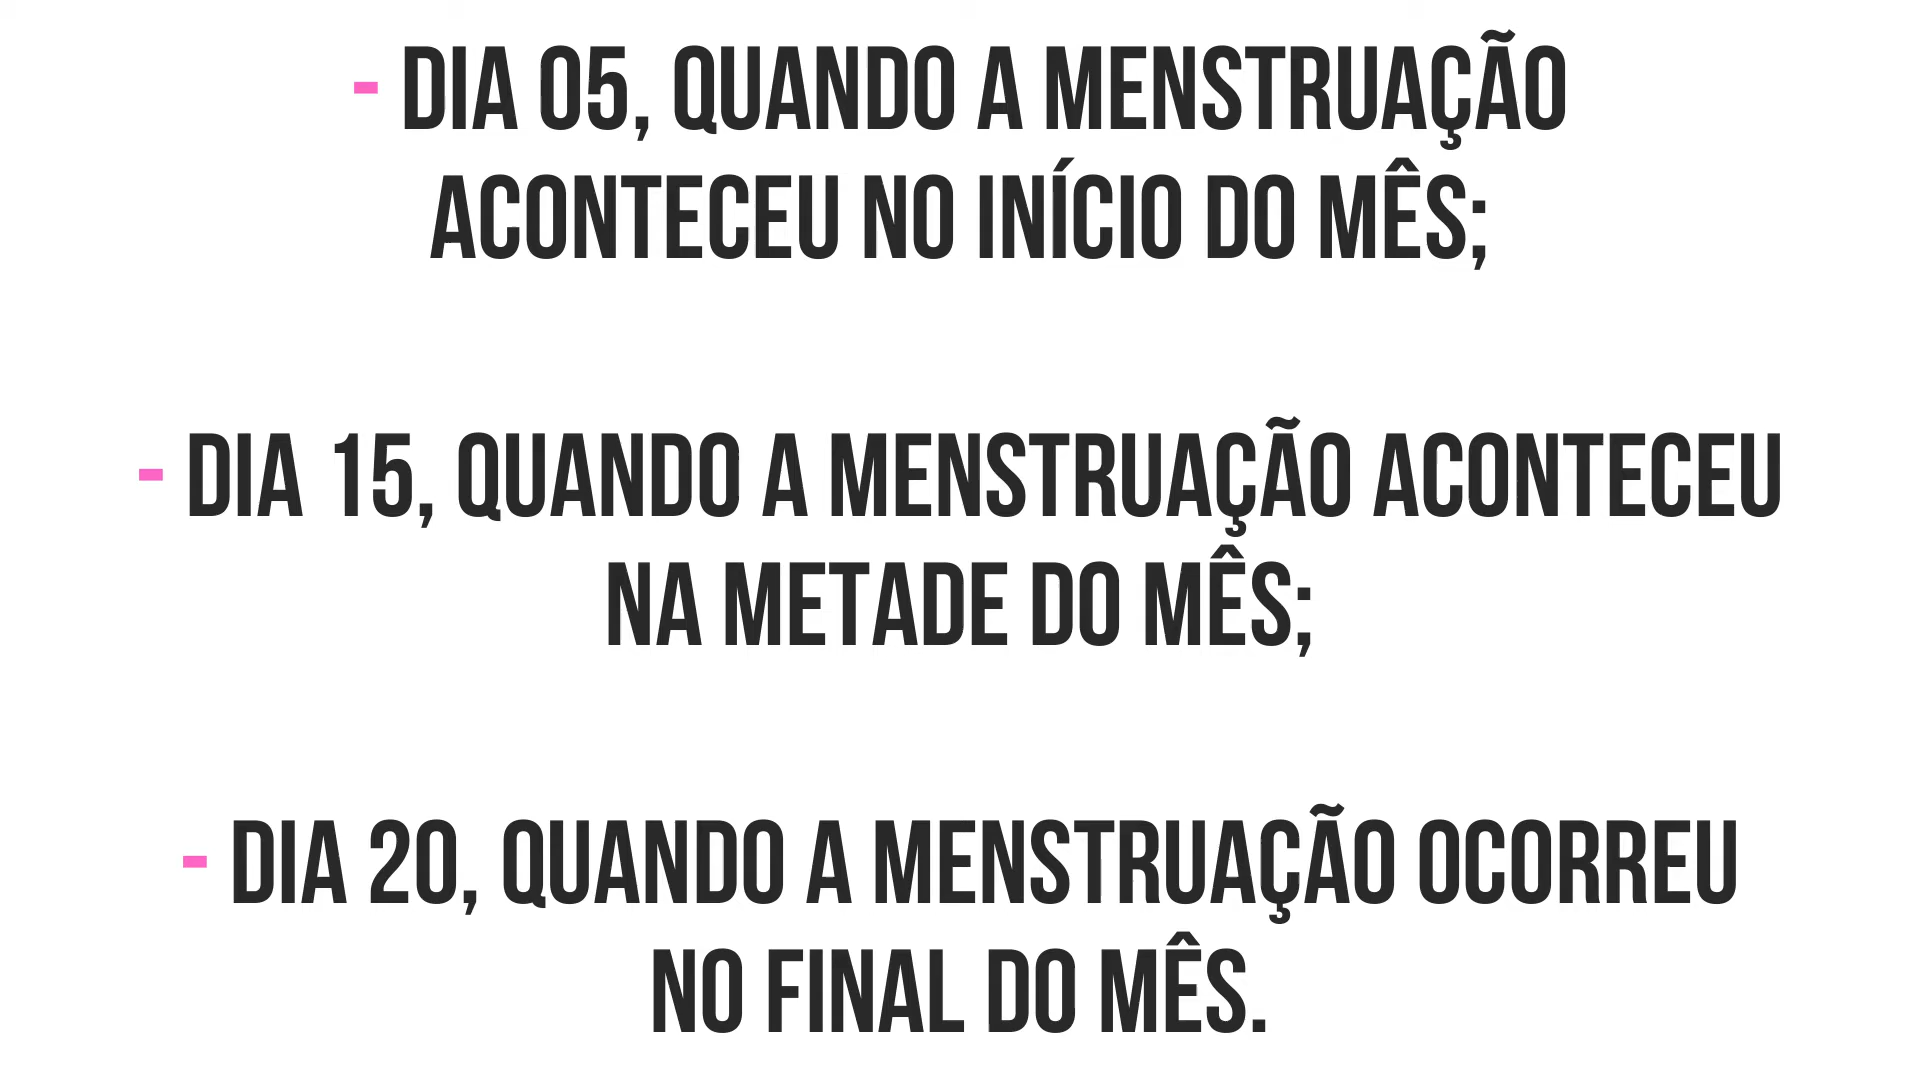 - DIA 05, QUANDO A MENSTRUAÇÃO
ACONTECEU NO INÍCIO DO MÊS;
- DIA 15, QUANDO A MENSTRUAÇÃO ACONTECEU
NA METADE DO MÊS;
- DIA 20, QUANDO A MENSTRUAÇÃO OCORREU
NO FINAL DO MÊS.